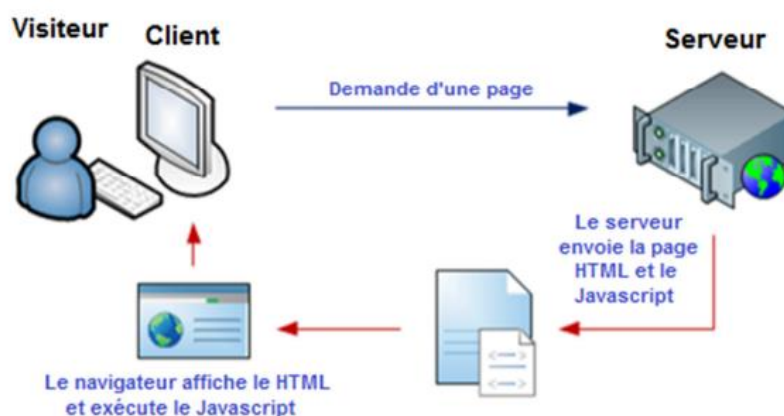 Visiteur
Client
Serveur
Demande d'une page
Le serveur
envoie la page
HTML et le
Javascript
Le navigateur affiche le HTML
et exécute le Javascript